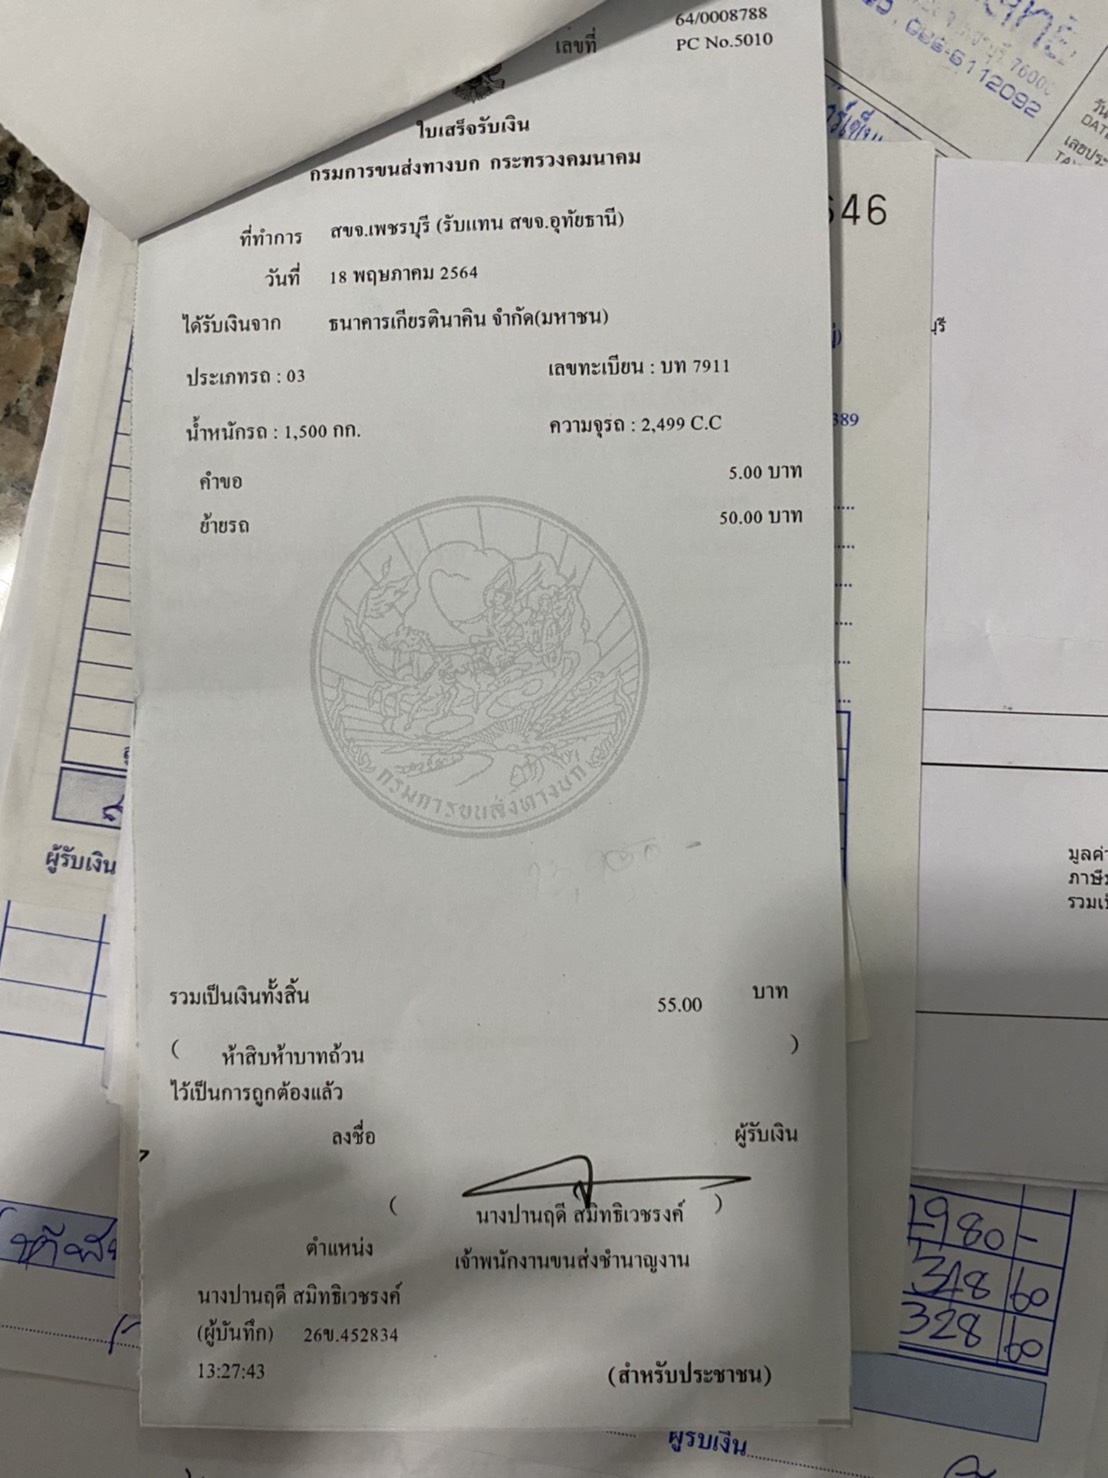 64/0008788
เลขที่
PC No.5010
ใบเสร็จรับเงิน
กรมการขนส่งทางบก กระทรวงคมนาคม
ที่ทำการ สขจ.เพชรบุรี (รับแทน สขจ.อุทัยธานี)
วันที่ 18 พฤษภาคม 2564
ได้รับเงินจาก ธนาคารเกียรตินาคิน จำกัด(มหาชน)
ประเภทรถ : 03 เลขทะเบียน : บท 7911
น้ำหนักรถ : 1,500 กก. ความจุรถ : 2,499 C.C
คำขอ 5.00 บาท
ย้ายรถ 50.00 บาท
กรมการขนส่งทางบก
รวมเป็นเงินทั้งสิ้น 55.00 บาท
( ห้าสิบห้าบาทถ้วน )
ไว้เป็นการถูกต้องแล้ว
ลงชื่อ ผู้รับเงิน
( นางปานฤดี สมิทธิเวชรงค์ )
ตำแหน่ง เจ้าพนักงานขนส่งชำนาญงาน
นางปานฤดี สมิทธิเวชรงค์
(ผู้บันทึก) 26ข.452834
13:27:43
(สำหรับประชาชน)
76000
086-6112092
646
389
ผู้รับเงิน
980 -
348 60
328 60
ผู้รับเงิน